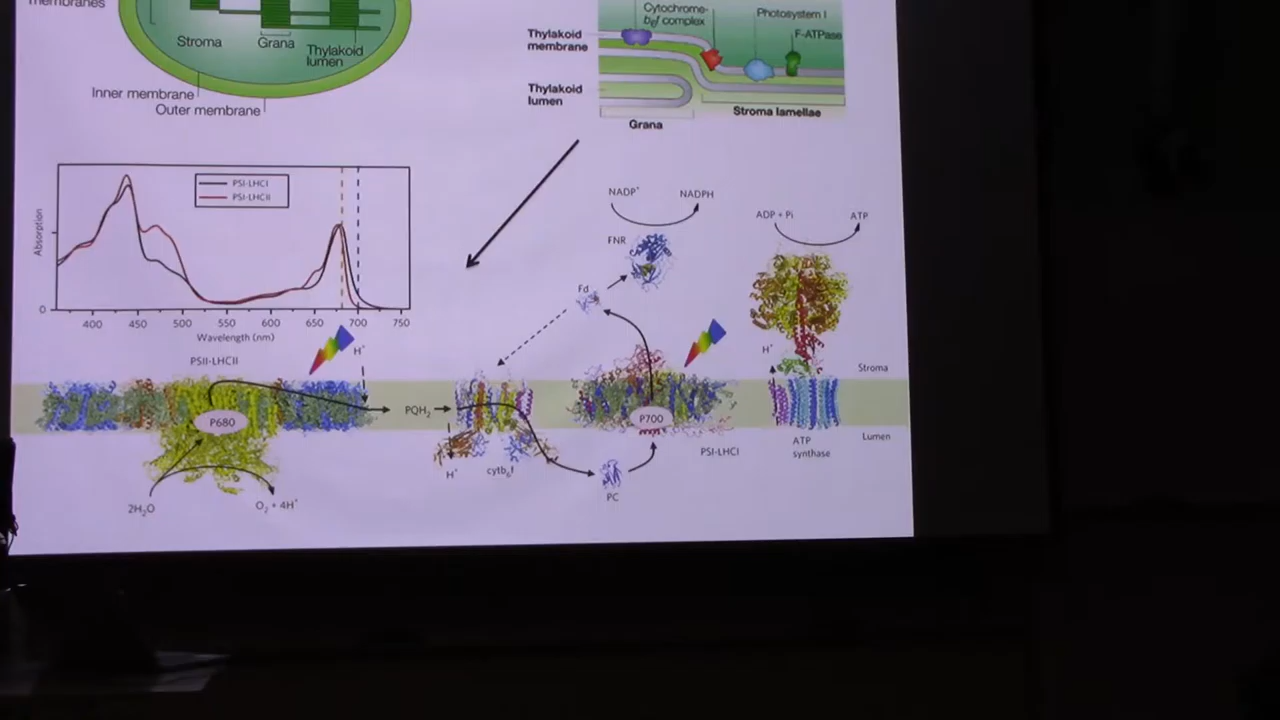 membranes
Stroma
Grana
Thylakoid
lumen
Inner membrane
Outer membrane
Cytochrome-
b6f complex
Photosystem I
F-ATPase
Thylakoid
membrane
Thylakoid
lumen
Grana
Stroma lamellae
PSI-LHCI
PSI-LHCII
Absorption
0
400 450 500 550 600 650 700 750
Wavelength (nm)
NADP+
NADPH
FNR
Fd
ADP + Pi
ATP
H+
PSII-LHCII
H+
P680
PQH2
H+
cytb6f
P700
PC
PSI-LHCI
Stroma
Lumen
ATP
synthase
2H2O
O2 + 4H+